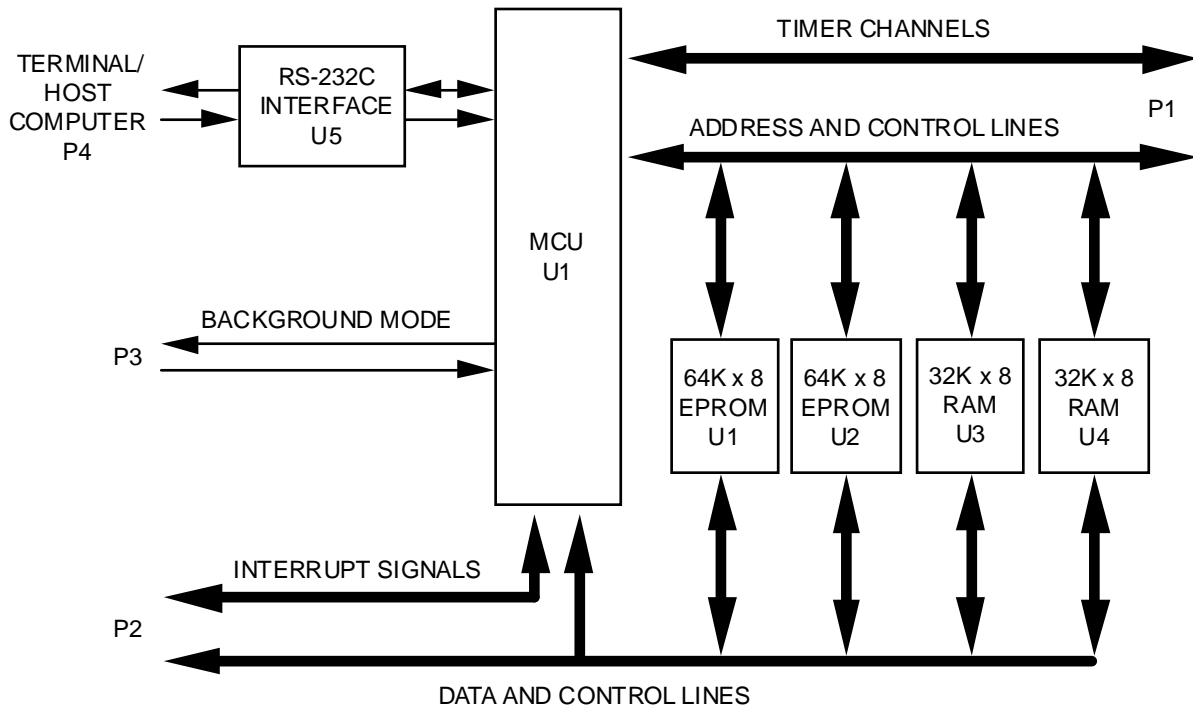 TERMINAL/
HOST
COMPUTER
P4
RS-232C
INTERFACE
U5
MCU
U1
TIMER CHANNELS
P1
ADDRESS AND CONTROL LINES
BACKGROUND MODE
P3
64K x 8
EPROM
U1
64K x 8
EPROM
U2
32K x 8
RAM
U3
32K x 8
RAM
U4
INTERRUPT SIGNALS
P2
DATA AND CONTROL LINES